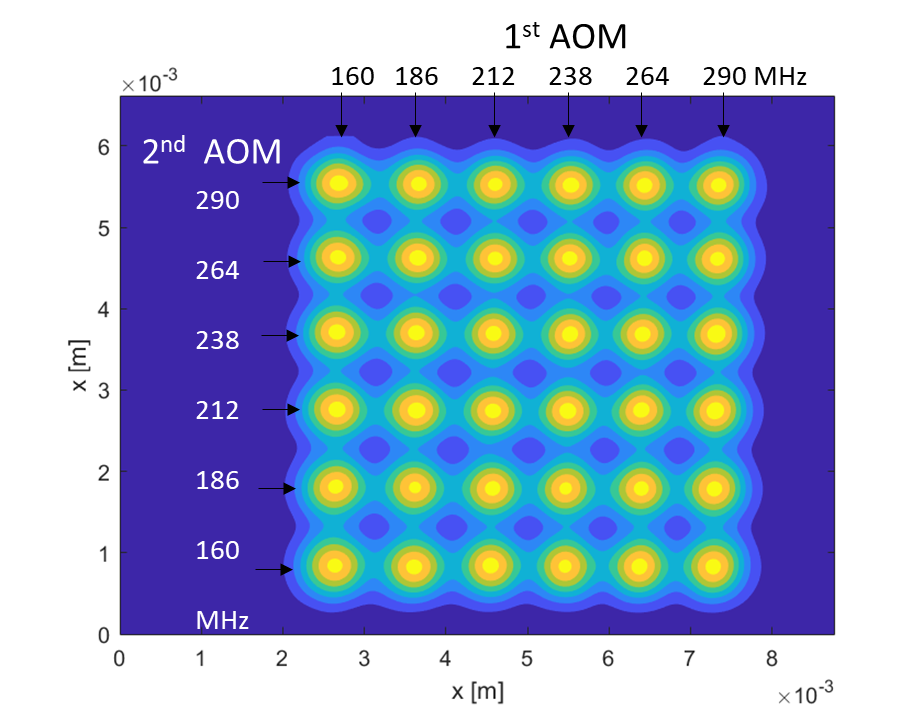 1st AOM
160 186 212 238 264 290 MHz
×10-3
2nd AOM
290
264
238
212
186
160
MHz
6
5
4
3
2
1
0
x [m]
0 1 2 3 4 5 6 7 8
x [m]
×10-3